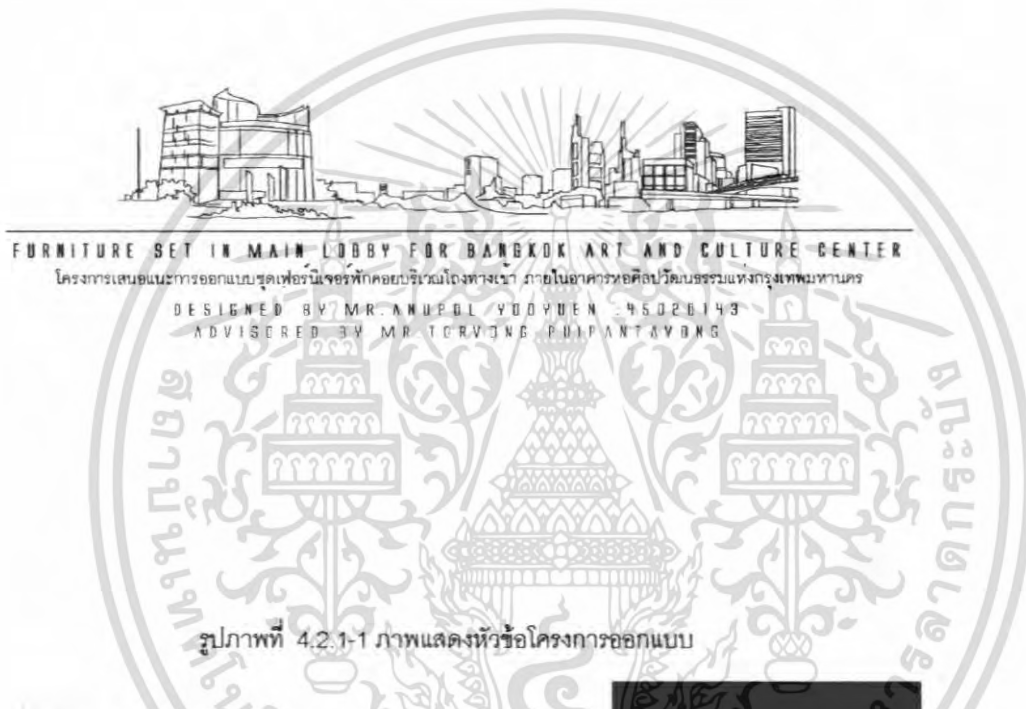 FURNITURE SET IN MAIN LOBBY FOR BANGKOK ART AND CULTURE CENTER
โครงการเสนอแนะการออกแบบชุดเฟอร์นิเจอร์พักคอยบริเวณโถงทางเข้า ภายในอาคารหอศิลปวัฒนธรรมแห่งกรุงเทพมหานคร
DESIGNED BY MR.ANUPOL YOOYUEN .45020143
ADVISORED BY MR.TORVONG PUIPANTAVONG
รูปภาพที่ 4.2.1-1 ภาพแสดงหัวข้อโครงการออกแบบ